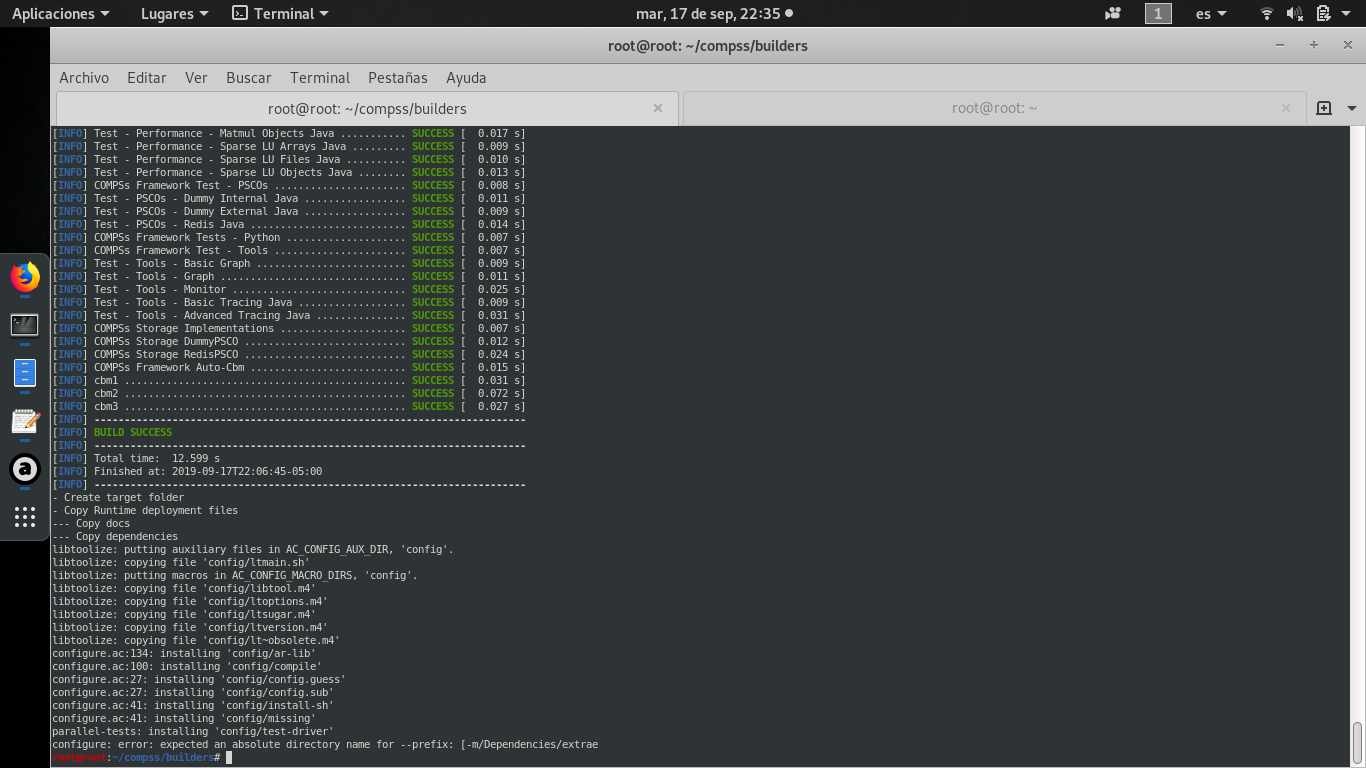 Aplicaciones Lugares Terminal mar, 17 de sep, 22:35 1 es
root@root: ~/compss/builders
Archivo Editar Ver Buscar Terminal Pestañas Ayuda
root@root: ~/compss/builders root@root: ~
[INFO] Test - Performance - Matmul Objects Java ........... SUCCESS [  0.017 s]
[INFO] Test - Performance - Sparse LU Arrays Java ......... SUCCESS [  0.009 s]
[INFO] Test - Performance - Sparse LU Files Java .......... SUCCESS [  0.010 s]
[INFO] Test - Performance - Sparse LU Objects Java ........ SUCCESS [  0.013 s]
[INFO] COMPSs Framework Test - PSCOs ...................... SUCCESS [  0.008 s]
[INFO] Test - PSCOs - Dummy Internal Java ................. SUCCESS [  0.011 s]
[INFO] Test - PSCOs - Dummy External Java ................. SUCCESS [  0.009 s]
[INFO] Test - PSCOs - Redis Java .......................... SUCCESS [  0.014 s]
[INFO] COMPSs Framework Tests - Python .................... SUCCESS [  0.007 s]
[INFO] COMPSs Framework Test - Tools ...................... SUCCESS [  0.007 s]
[INFO] Test - Tools - Basic Graph ......................... SUCCESS [  0.009 s]
[INFO] Test - Tools - Graph ............................... SUCCESS [  0.011 s]
[INFO] Test - Tools - Monitor ............................. SUCCESS [  0.025 s]
[INFO] Test - Tools - Basic Tracing Java .................. SUCCESS [  0.009 s]
[INFO] Test - Tools - Advanced Tracing Java ............... SUCCESS [  0.031 s]
[INFO] COMPSs Storage Implementations ..................... SUCCESS [  0.007 s]
[INFO] COMPSs Storage DummyPSCO ........................... SUCCESS [  0.012 s]
[INFO] COMPSs Storage RedisPSCO ........................... SUCCESS [  0.024 s]
[INFO] COMPSs Framework Auto-Cbm .......................... SUCCESS [  0.015 s]
[INFO] cbm1 ............................................... SUCCESS [  0.031 s]
[INFO] cbm2 ............................................... SUCCESS [  0.072 s]
[INFO] cbm3 ............................................... SUCCESS [  0.027 s]
[INFO] ------------------------------------------------------------------------
[INFO] BUILD SUCCESS
[INFO] ------------------------------------------------------------------------
[INFO] Total time:  12.599 s
[INFO] Finished at: 2019-09-17T22:06:45-05:00
[INFO] ------------------------------------------------------------------------
- Create target folder
- Copy Runtime deployment files
--- Copy docs
--- Copy dependencies
libtoolize: putting auxiliary files in AC_CONFIG_AUX_DIR, 'config'.
libtoolize: copying file 'config/ltmain.sh'
libtoolize: putting macros in AC_CONFIG_MACRO_DIRS, 'config'.
libtoolize: copying file 'config/libtool.m4'
libtoolize: copying file 'config/ltoptions.m4'
libtoolize: copying file 'config/ltsugar.m4'
libtoolize: copying file 'config/ltversion.m4'
libtoolize: copying file 'config/lt~obsolete.m4'
configure.ac:134: installing 'config/ar-lib'
configure.ac:100: installing 'config/compile'
configure.ac:27: installing 'config/config.guess'
configure.ac:27: installing 'config/config.sub'
configure.ac:41: installing 'config/install-sh'
configure.ac:41: installing 'config/missing'
parallel-tests: installing 'config/test-driver'
configure: error: expected an absolute directory name for --prefix: [-m/Dependencies/extrae
root@root:~/compss/builders#